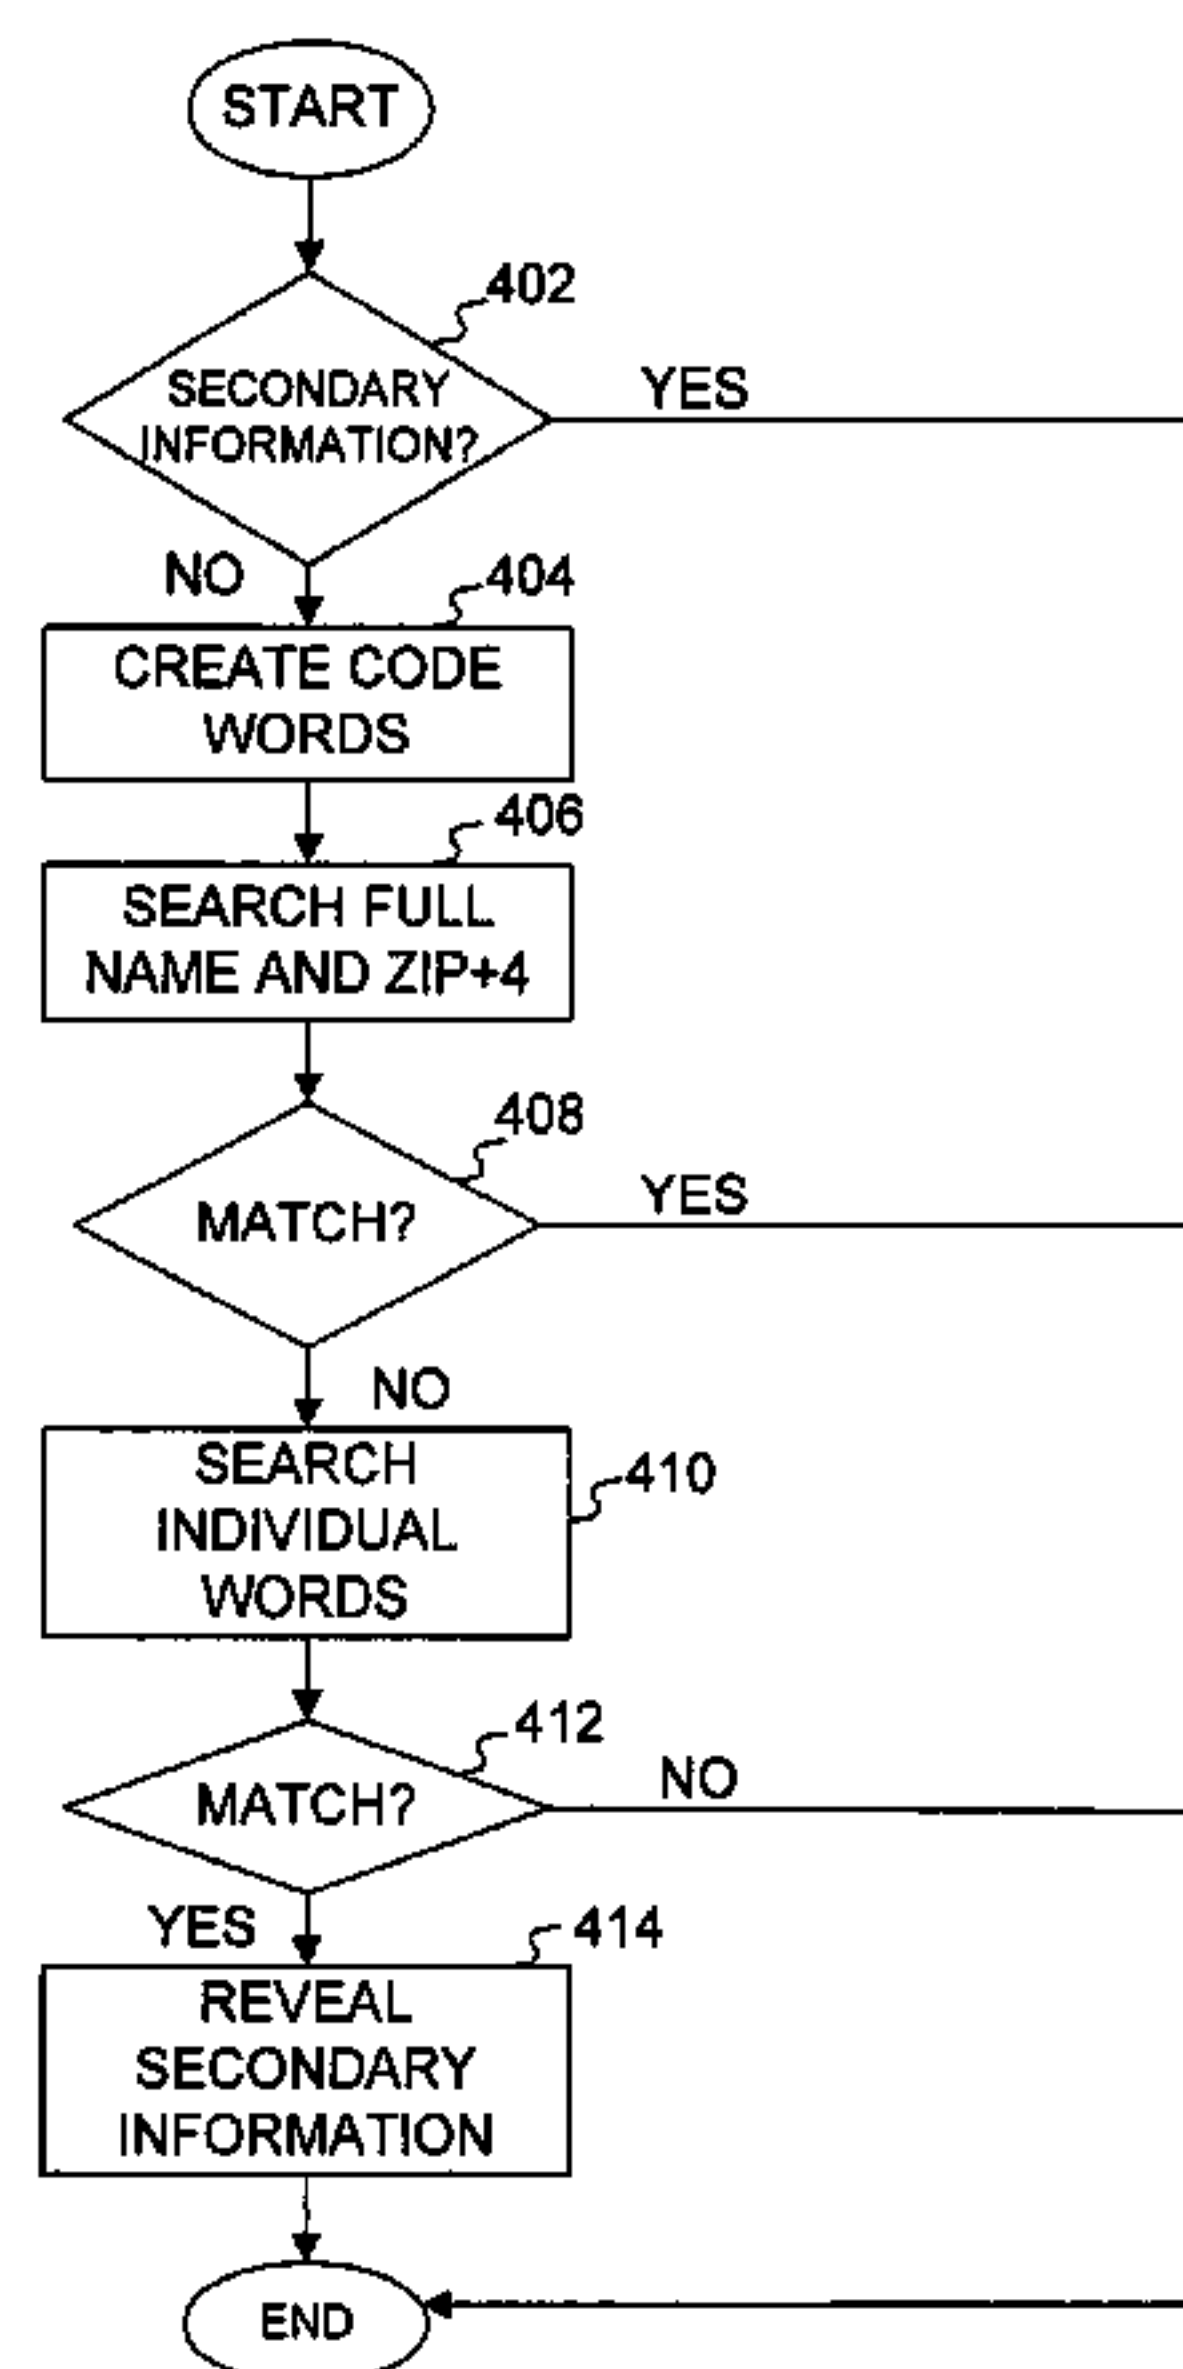 START
402
SECONDARY
INFORMATION?
YES
NO
404
CREATE CODE
WORDS
406
SEARCH FULL
NAME AND ZIP+4
408
MATCH?
YES
NO
SEARCH
INDIVIDUAL
WORDS
410
412
MATCH?
NO
YES
414
REVEAL
SECONDARY
INFORMATION
END